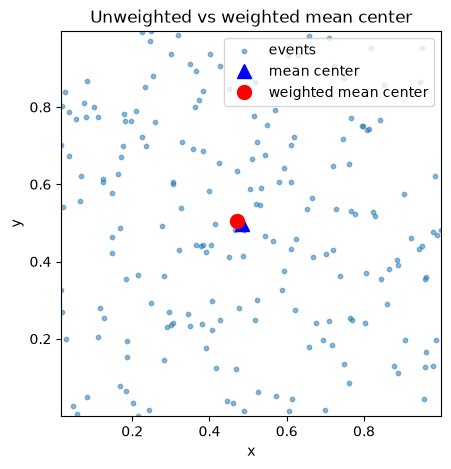 Unweighted vs weighted mean center
events
mean center
weighted mean center
0.8
0.6
0.4
0.2
y
0.2 0.4 0.6 0.8
x